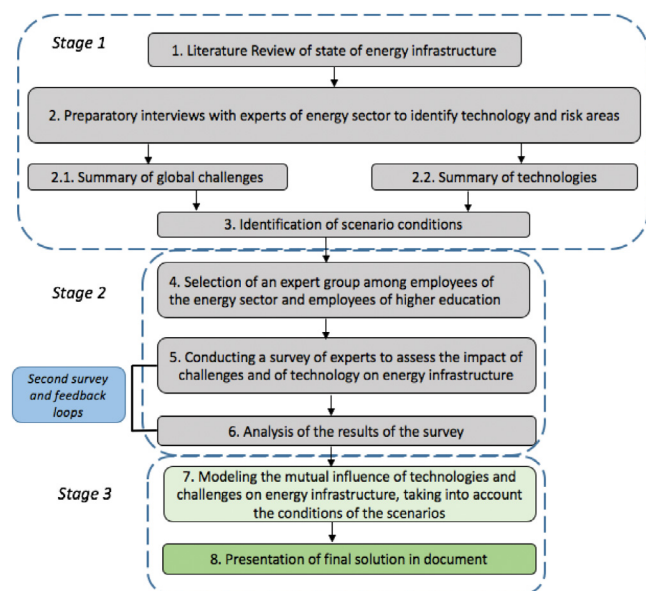 Stage 1
1. Literature Review of state of energy infrastructure
2. Preparatory interviews with experts of energy sector to identify technology and risk areas
2.1. Summary of global challenges
2.2. Summary of technologies
3. Identification of scenario conditions
Stage 2
4. Selection of an expert group among employees of
the energy sector and employees of higher education
5. Conducting a survey of experts to assess the impact of
challenges and of technology on energy infrastructure
Second survey
and feedback
loops
6. Analysis of the results of the survey
Stage 3
7. Modeling the mutual influence of technologies and
challenges on energy infrastructure, taking into account
the conditions of the scenarios
8. Presentation of final solution in document